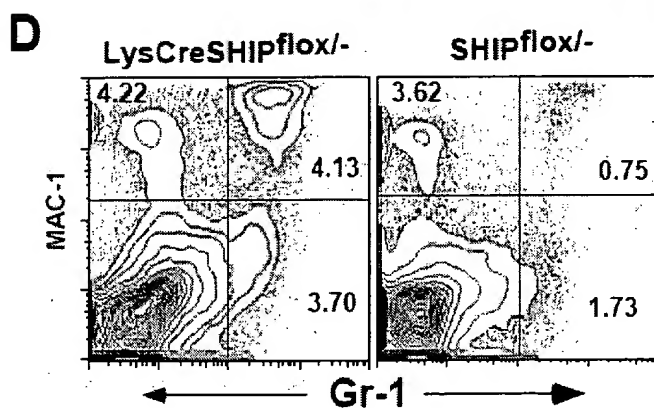 D
LysCreSHIPflox/- SHIPflox/-
4.22 3.62
4.13 0.75
MAC-1
3.70 1.73
Gr-1